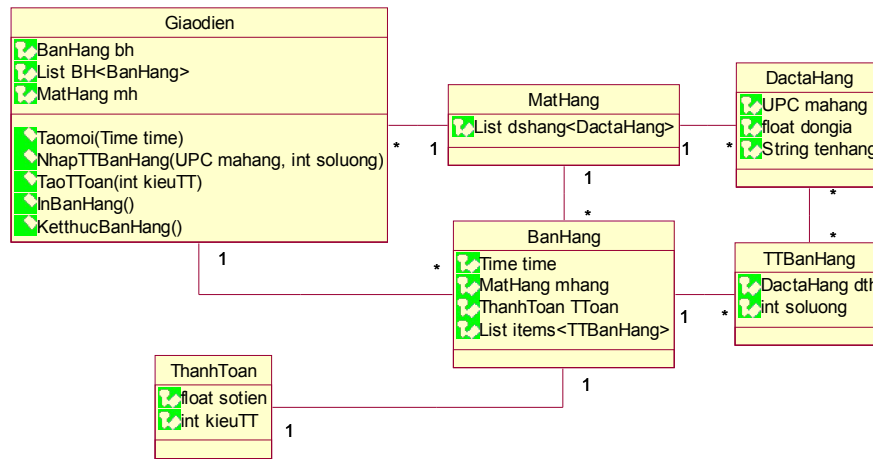 Giaodien
BanHang bh
List BH<BanHang>
MatHang mh
Taomoi(Time time)
NhapTTBanHang(UPC mahang, int soluong)
TaoTToan(int kieuTT)
InBanHang()
KetthucBanHang()
*
1
MatHang
List dshang<DactaHang>
1
*
DactaHang
UPC mahang
float dongia
String tenhang
1
*
*
*
1
*
BanHang
Time time
MatHang mhang
ThanhToan TToan
List items<TTBanHang>
1
*
TTBanHang
DactaHang dth
int soluong
ThanhToan
float sotien
int kieuTT
1
1